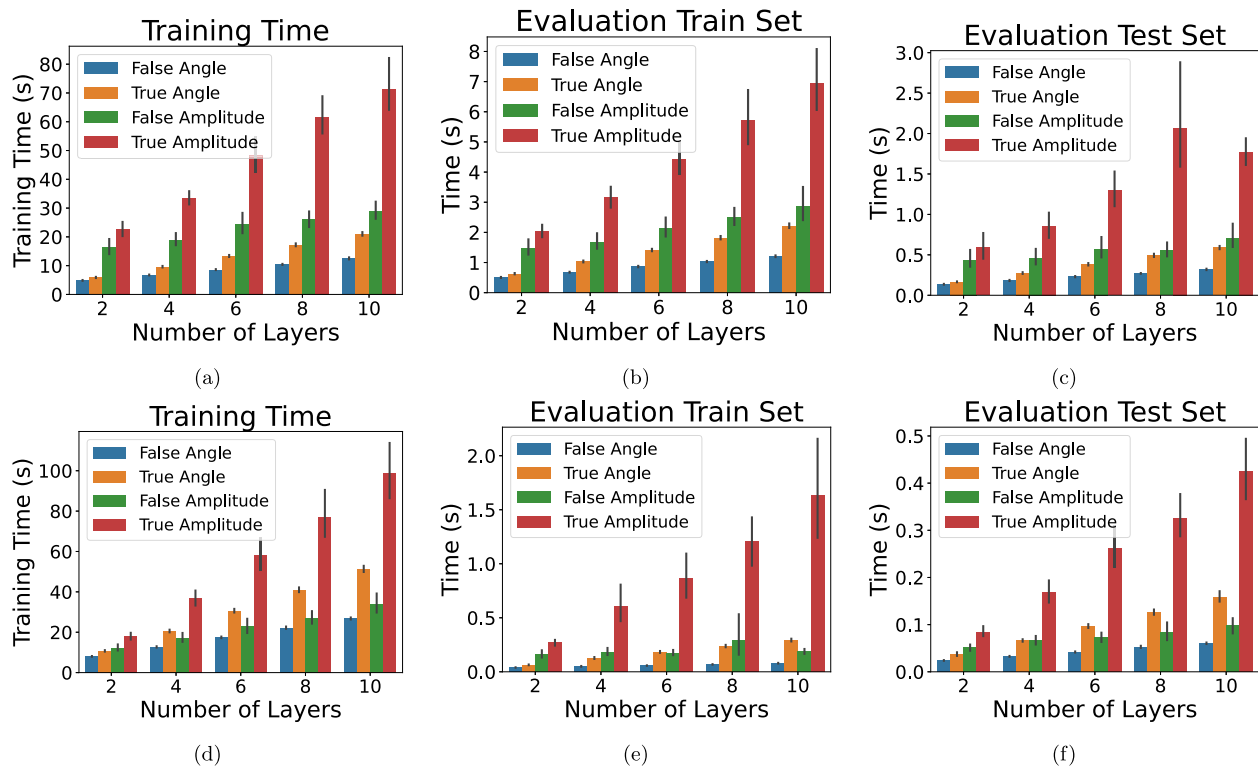 Training Time
Training Time (s)
80
70
60
50
40
30
20
10
0
False Angle
True Angle
False Amplitude
True Amplitude
2 4 6 8 10
Number of Layers
(a)
Evaluation Train Set
Time (s)
8
7
6
5
4
3
2
1
0
False Angle
True Angle
False Amplitude
True Amplitude
2 4 6 8 10
Number of Layers
(b)
Evaluation Test Set
Time (s)
3.0
2.5
2.0
1.5
1.0
0.5
0.0
False Angle
True Angle
False Amplitude
True Amplitude
2 4 6 8 10
Number of Layers
(c)
Training Time
Training Time (s)
100
80
60
40
20
0
False Angle
True Angle
False Amplitude
True Amplitude
2 4 6 8 10
Number of Layers
(d)
Evaluation Train Set
Time (s)
2.0
1.5
1.0
0.5
0.0
False Angle
True Angle
False Amplitude
True Amplitude
2 4 6 8 10
Number of Layers
(e)
Evaluation Test Set
Time (s)
0.5
0.4
0.3
0.2
0.1
0.0
False Angle
True Angle
False Amplitude
True Amplitude
2 4 6 8 10
Number of Layers
(f)